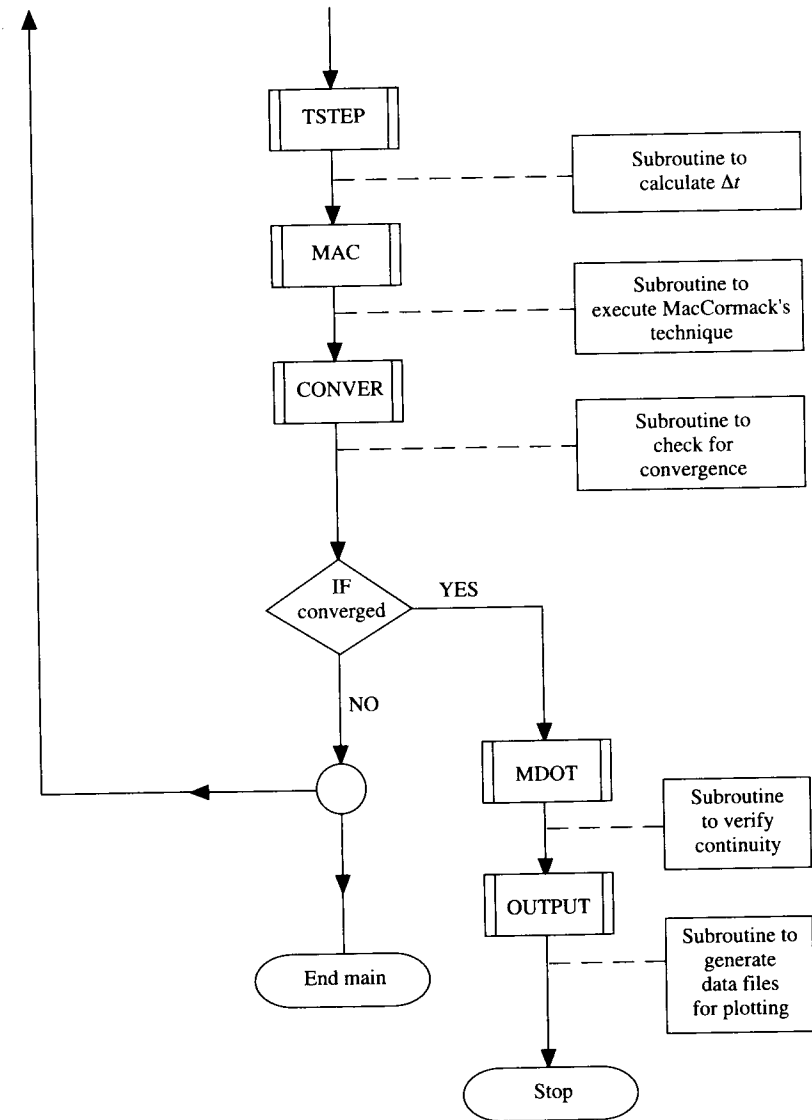 TSTEP
Subroutine to
calculate Δt
MAC
Subroutine to
execute MacCormack's
technique
CONVER
Subroutine to
check for
convergence
IF
converged
YES
NO
MDOT
Subroutine
to verify
continuity
OUTPUT
Subroutine to
generate
data files
for plotting
End main
Stop